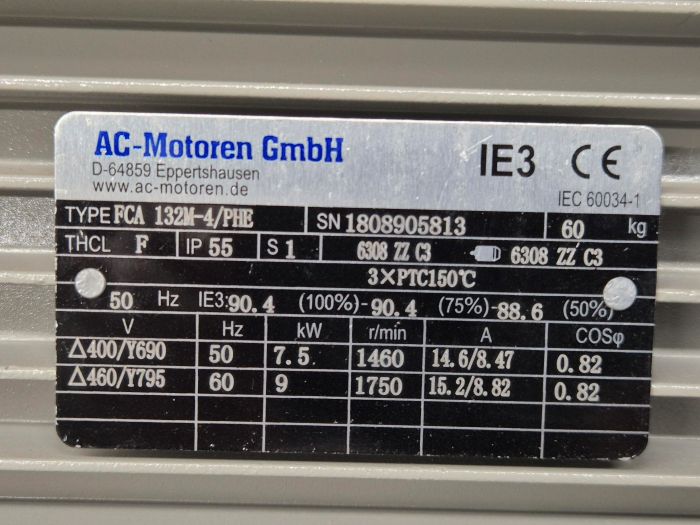 AC-Motoren GmbH
D-64859 Eppertshausen
www.ac-motoren.de
IE3 CE
IEC 60034-1
TYPE FCA 132M-4/PHE SN 1808905813 60 kg
THCL F IP 55 S 1 6308 ZZ C3 6308 ZZ C3
3×PTC150℃
50 Hz IE3:90.4 (100%)-90.4 (75%)-88.6 (50%)
V Hz kW r/min A COSφ
△400/Y690 50 7.5 1460 14.6/8.47 0.82
△460/Y795 60 9 1750 15.2/8.82 0.82